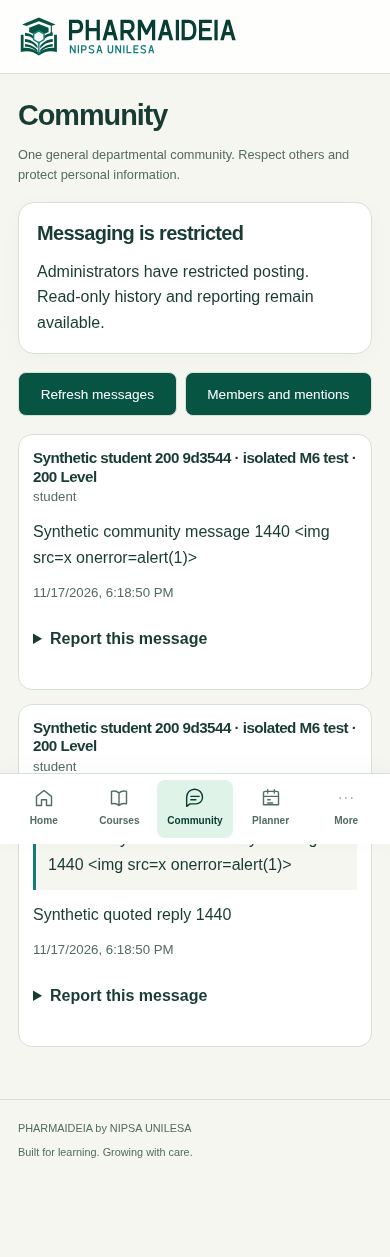 PHARMAIDEIA
NIPSA UNILESA
Community
One general departmental community. Respect others and
protect personal information.
Messaging is restricted
Administrators have restricted posting.
Read-only history and reporting remain
available.
Refresh messages
Members and mentions
Synthetic student 200 9d3544 · isolated M6 test ·
200 Level
student
Synthetic community message 1440 <img
src=x onerror=alert(1)>
11/17/2026, 6:18:50 PM
Report this message
Synthetic student 200 9d3544 · isolated M6 test ·
200 Level
student
Home
Courses
Community
Planner
More
1440 <img src=x onerror=alert(1)>
Synthetic quoted reply 1440
11/17/2026, 6:18:50 PM
Report this message
PHARMAIDEIA by NIPSA UNILESA
Built for learning. Growing with care.